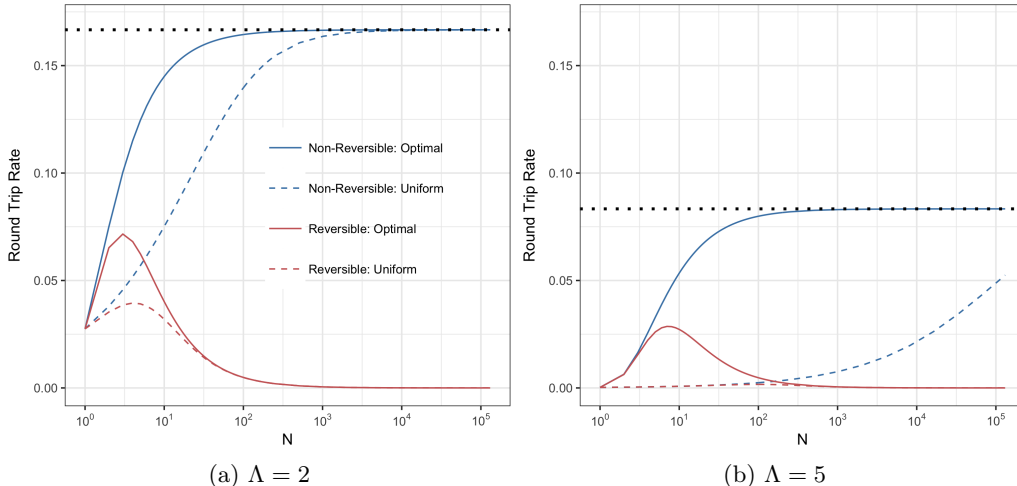 Round Trip Rate
0.15
0.10
0.05
0.00
Non-Reversible: Optimal
Non-Reversible: Uniform
Reversible: Optimal
Reversible: Uniform
10^0 10^1 10^2 10^3 10^4 10^5
N
(a) Λ = 2
Round Trip Rate
0.15
0.10
0.05
0.00
10^0 10^1 10^2 10^3 10^4 10^5
N
(b) Λ = 5